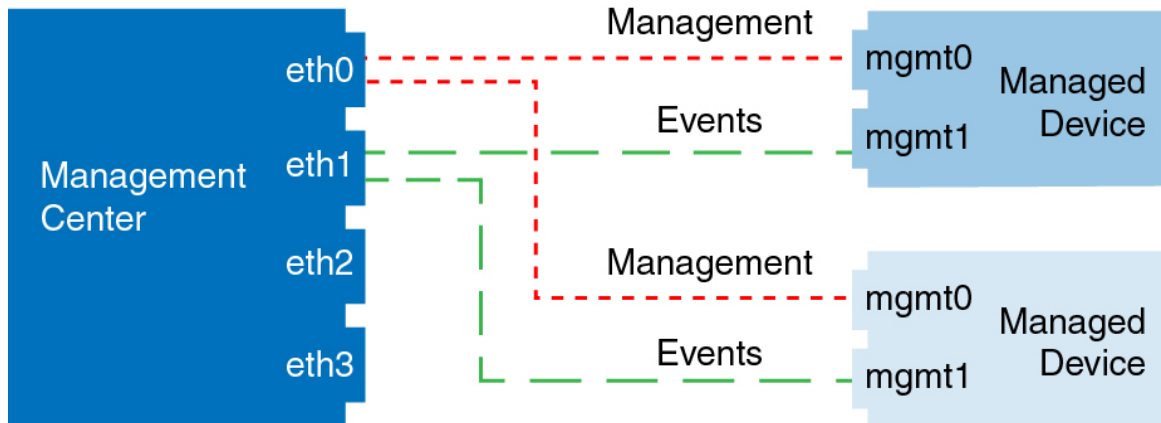 Management
Center
eth0
eth1
eth2
eth3
Management
Events
Management
Events
mgmt0
mgmt1
Managed
Device
mgmt0
mgmt1
Managed
Device